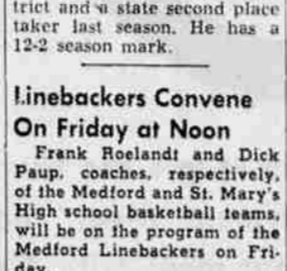 trict and a state second place
taker last season. He has a
12-2 season mark.
Linebackers Convene
On Friday at Noon
Frank Roelandt and Dick
Paup, coaches, respectively,
of the Medford and St. Mary's
High school basketball teams,
will be on the program of the
Medford Linebackers on Fri-
day